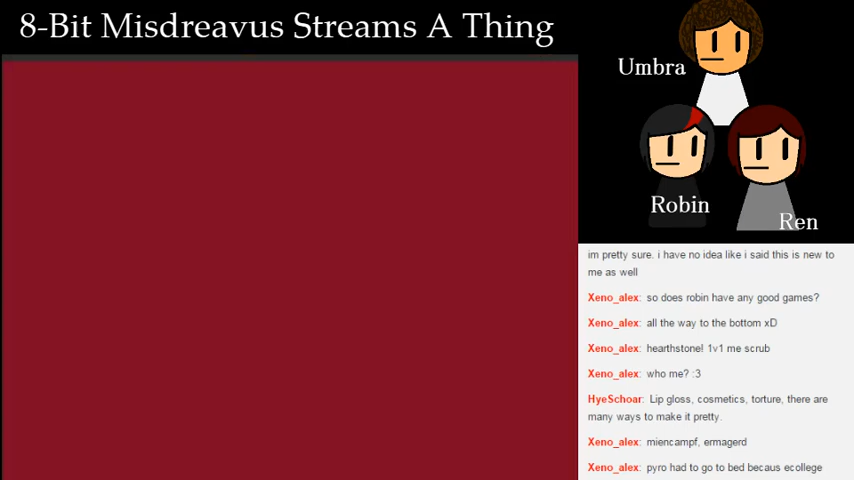 8-Bit Misdreavus Streams A Thing
Umbra
Robin
Ren
im pretty sure. i have no idea like i said this is new to
me as well
Xeno_alex: so does robin have any good games?
Xeno_alex: all the way to the bottom xD
Xeno_alex: hearthstone! 1v1 me scrub
Xeno_alex: who me? :3
HyeSchoar: Lip gloss, cosmetics, torture, there are
many ways to make it pretty.
Xeno_alex: miencampf, ermagerd
Xeno_alex: pyro had to go to bed becaus ecollege